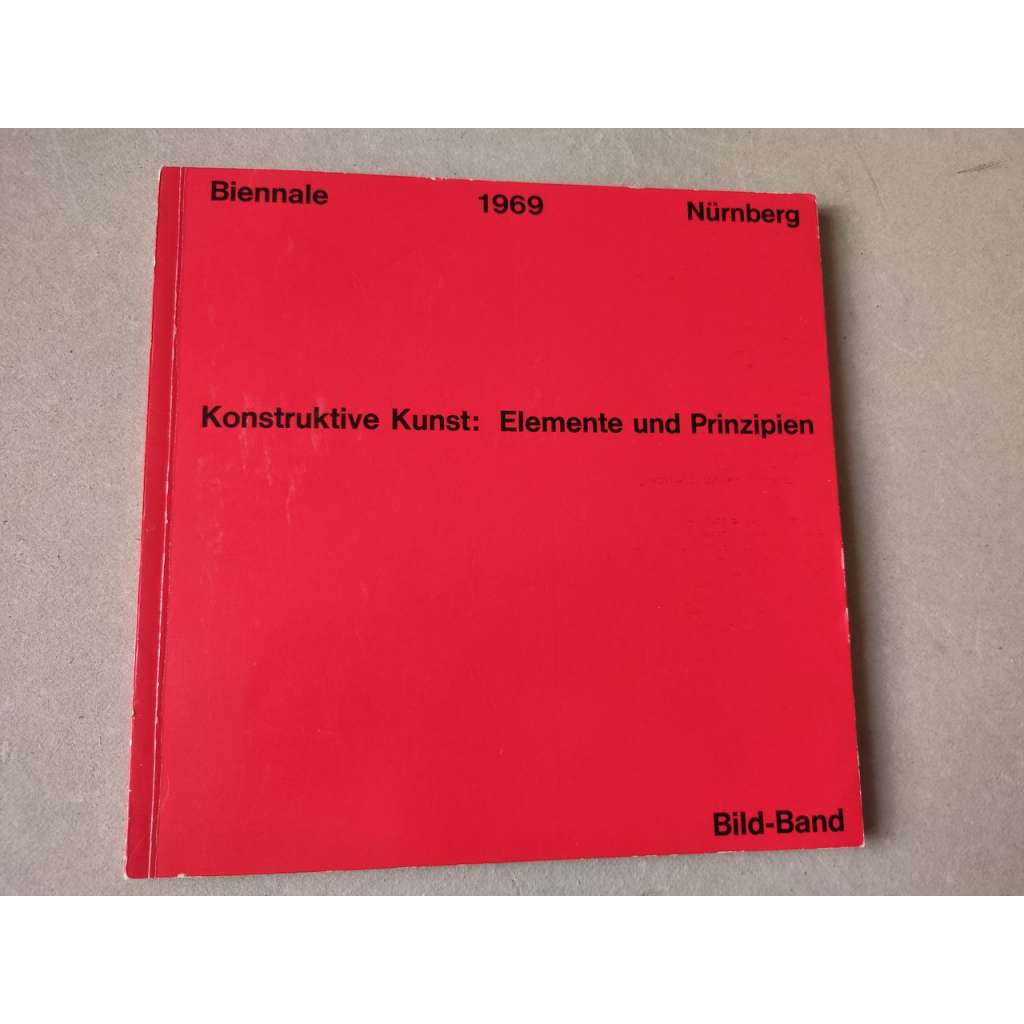 Biennale 1969 Nürnberg
Konstruktive Kunst: Elemente und Prinzipien
Bild-Band